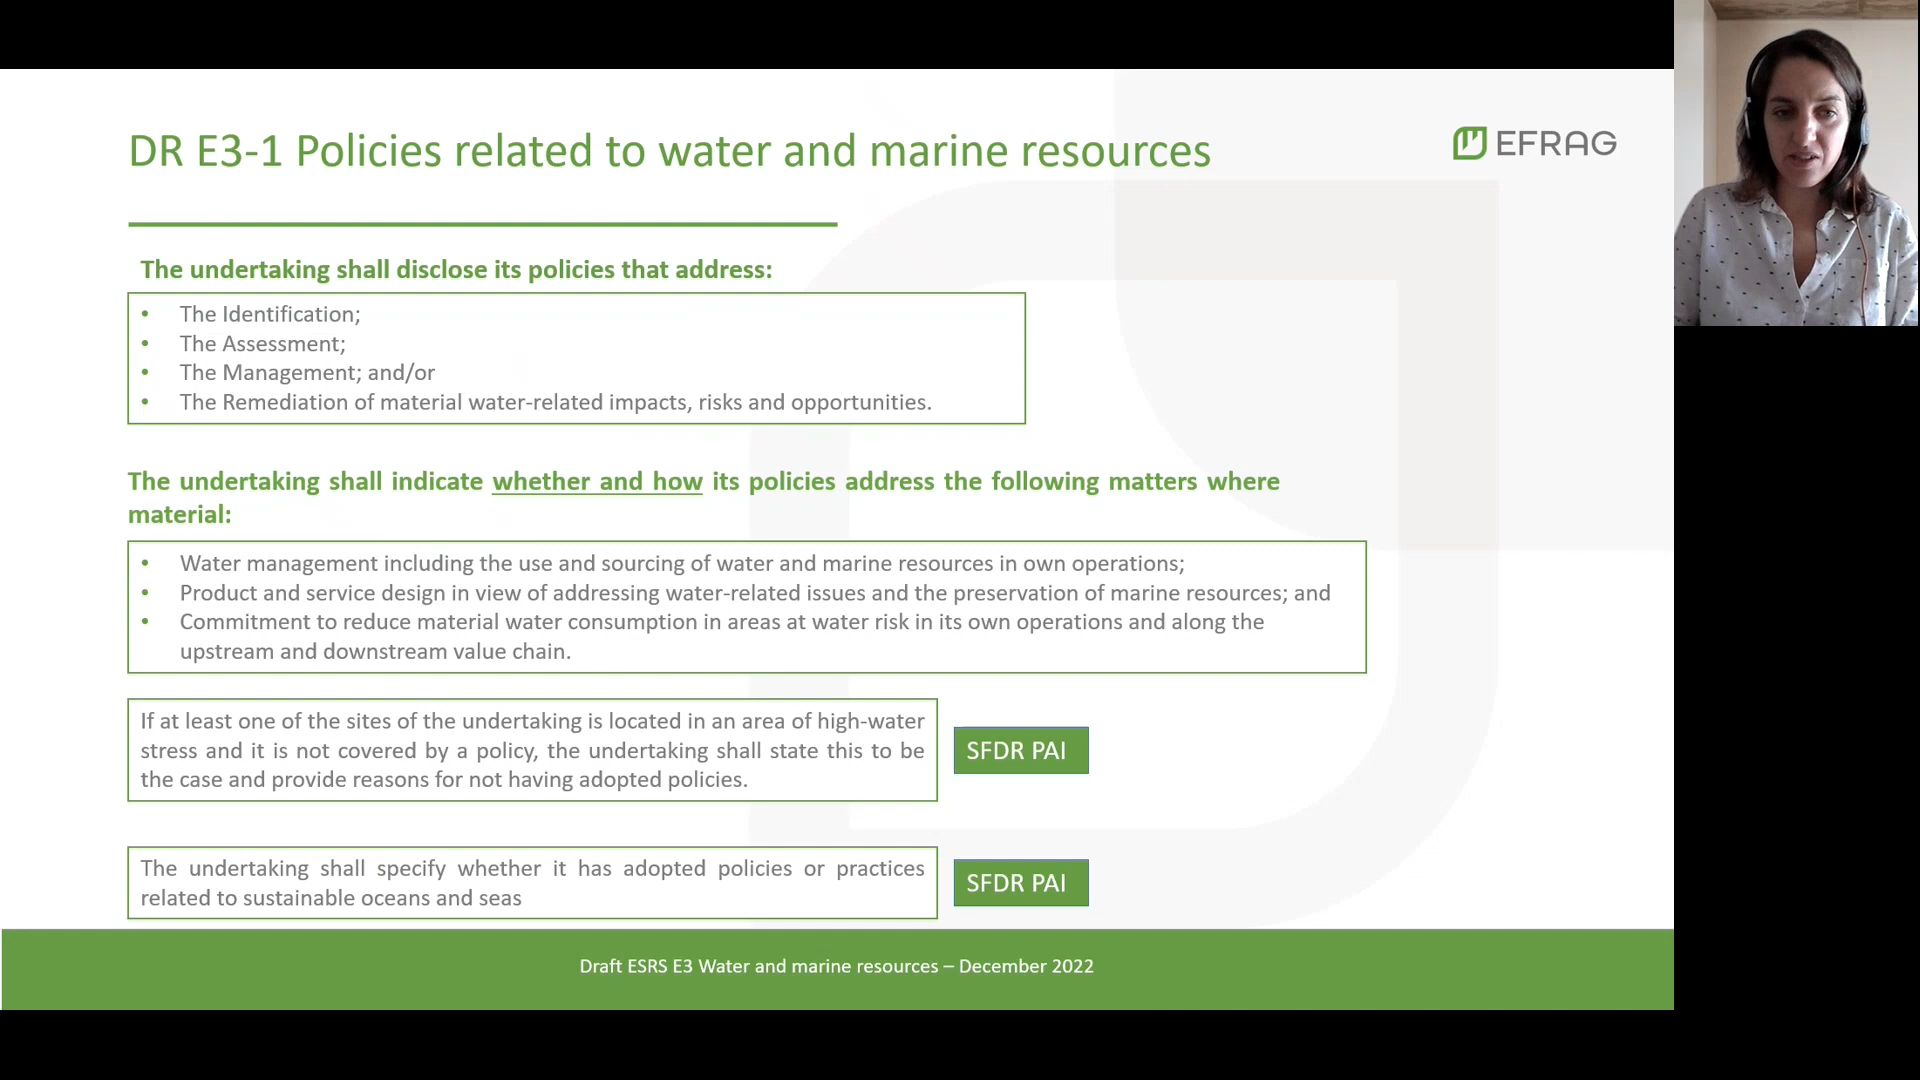 DR E3-1 Policies related to water and marine resources
EFRAG
The undertaking shall disclose its policies that address:
• The Identification;
• The Assessment;
• The Management; and/or
• The Remediation of material water-related impacts, risks and opportunities.
The undertaking shall indicate whether and how its policies address the following matters where
material:
• Water management including the use and sourcing of water and marine resources in own operations;
• Product and service design in view of addressing water-related issues and the preservation of marine resources; and
• Commitment to reduce material water consumption in areas at water risk in its own operations and along the
upstream and downstream value chain.
If at least one of the sites of the undertaking is located in an area of high-water
stress and it is not covered by a policy, the undertaking shall state this to be
the case and provide reasons for not having adopted policies.
SFDR PAI
The undertaking shall specify whether it has adopted policies or practices
related to sustainable oceans and seas
SFDR PAI
Draft ESRS E3 Water and marine resources – December 2022